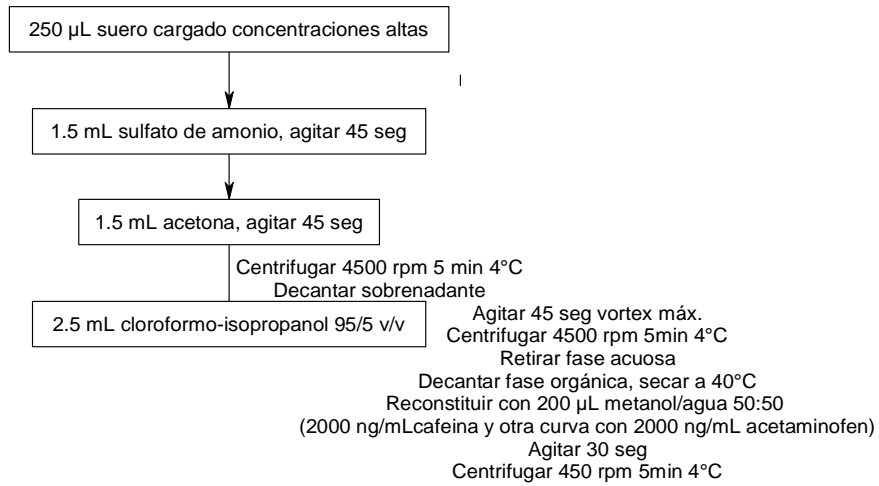 250 µL suero cargado concentraciones altas
1.5 mL sulfato de amonio, agitar 45 seg
1.5 mL acetona, agitar 45 seg
Centrifugar 4500 rpm 5 min 4°C
Decantar sobrenadante
2.5 mL cloroformo-isopropanol 95/5 v/v
Agitar 45 seg vortex máx.
Centrifugar 4500 rpm 5min 4°C
Retirar fase acuosa
Decantar fase orgánica, secar a 40°C
Reconstituir con 200 µL metanol/agua 50:50
(2000 ng/mLcafeina y otra curva con 2000 ng/mL acetaminofen)
Agitar 30 seg
Centrifugar 450 rpm 5min 4°C